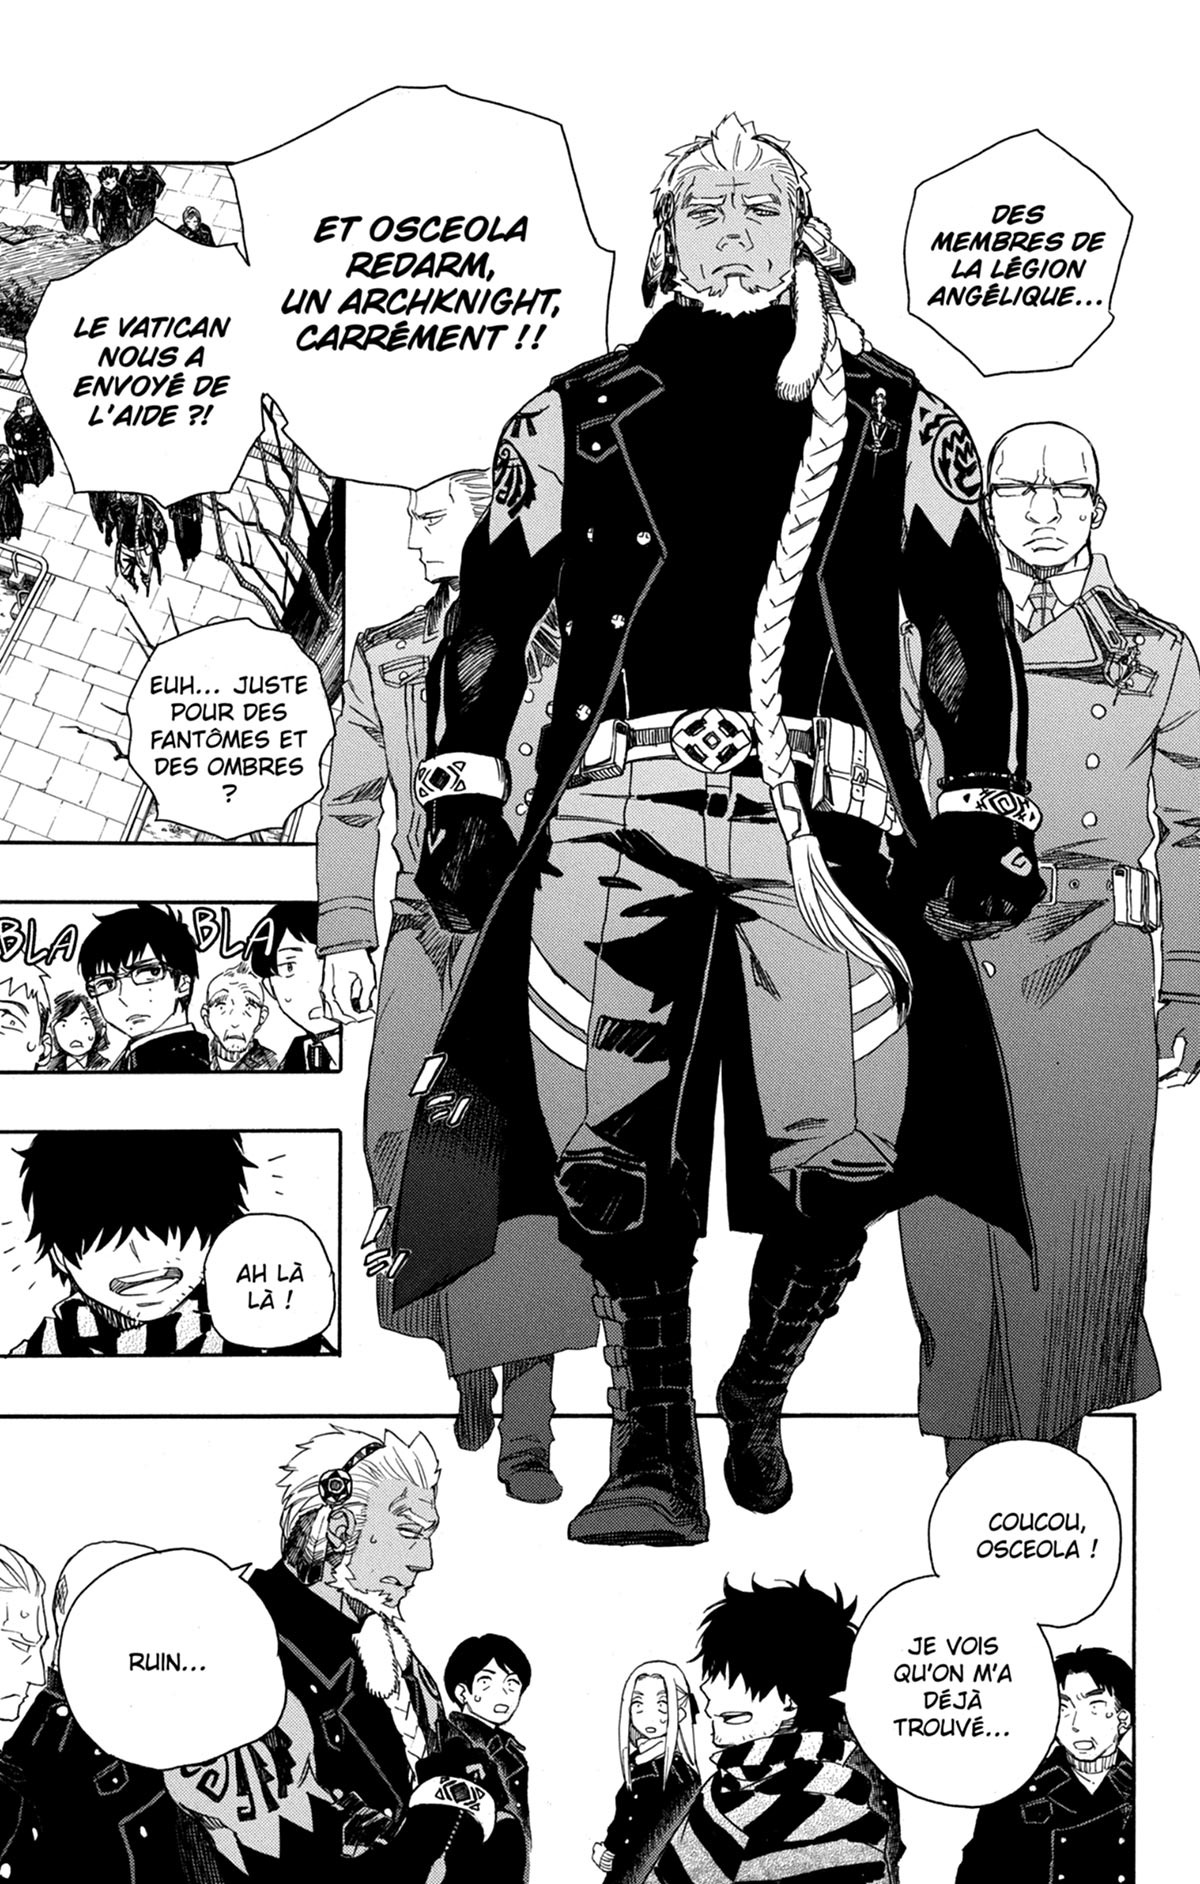 DES
MEMBRES DE
LA LÉGION
ANGÉLIQUE...
ET OSCEOLA
REDARM,
UN ARCHKNIGHT,
CARRÉMENT !!
LE VATICAN
NOUS A
ENVOYÉ DE
L'AIDE ?!
EUH... JUSTE
POUR DES
FANTÔMES ET
DES OMBRES
?
BLA
BLA
AH LÀ
LÀ !
COUCOU,
OSCEOLA !
JE VOIS
QU'ON M'A
DÉJÀ
TROUVÉ...
RUIN...